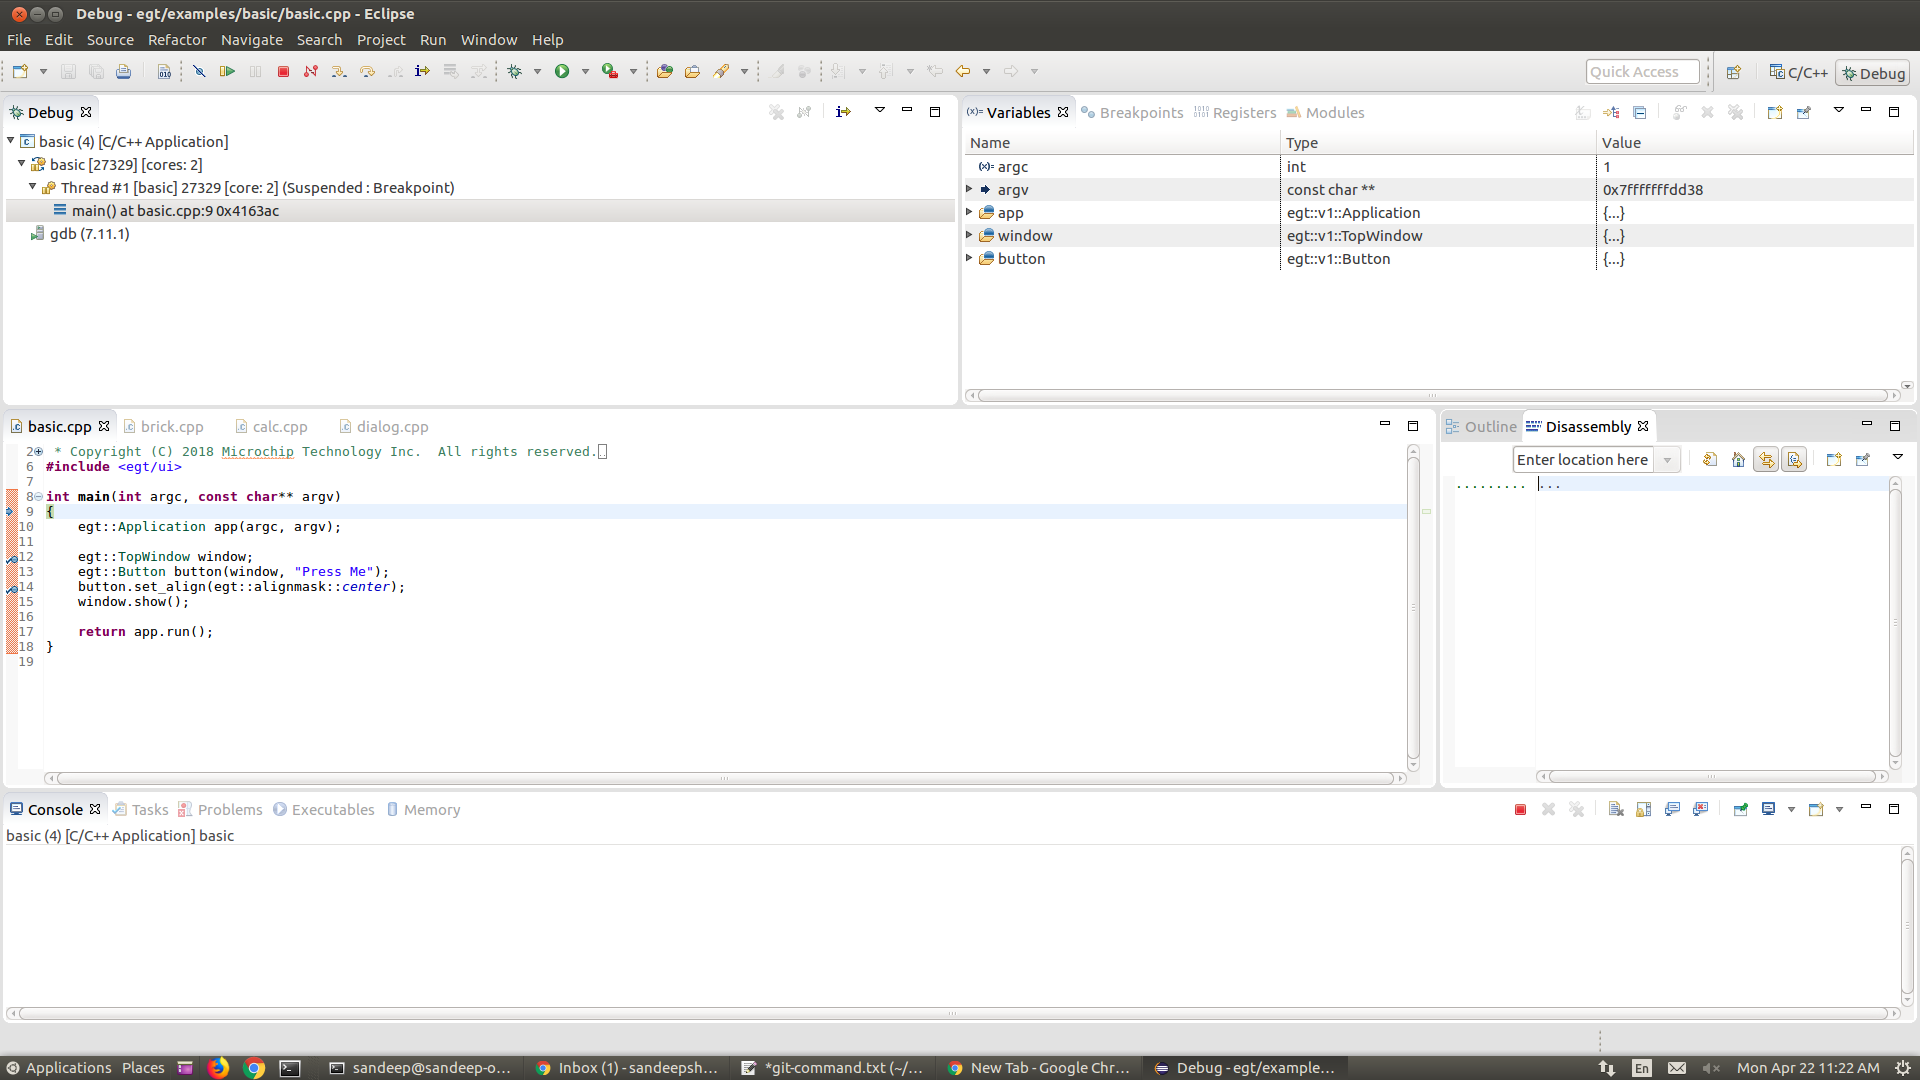 Debug - egt/examples/basic/basic.cpp - Eclipse
File Edit Source Refactor Navigate Search Project Run Window Help
Quick Access C/C++ Debug
Debug
basic (4) [C/C++ Application]
basic [27329] [cores: 2]
Thread #1 [basic] 27329 [core: 2] (Suspended : Breakpoint)
main() at basic.cpp:9 0x4163ac
gdb (7.11.1)
(x)= Variables Breakpoints Registers Modules
Name Type Value
(x)= argc int 1
argv const char ** 0x7fffffffdd38
app egt::v1::Application {...}
window egt::v1::TopWindow {...}
button egt::v1::Button {...}
basic.cpp brick.cpp calc.cpp dialog.cpp
2 * Copyright (C) 2018 Microchip Technology Inc.  All rights reserved.
6 #include <egt/ui>
7
8 int main(int argc, const char** argv)
9 {
10     egt::Application app(argc, argv);
11
12     egt::TopWindow window;
13     egt::Button button(window, "Press Me");
14     button.set_align(egt::alignmask::center);
15     window.show();
16
17     return app.run();
18 }
19
Outline Disassembly
Enter location here
......... ...
Console Tasks Problems Executables Memory
basic (4) [C/C++ Application] basic
Applications Places sandeep@sandeep-o... Inbox (1) - sandeepsh... *git-command.txt (~/... New Tab - Google Chr... Debug - egt/example... En Mon Apr 22 11:22 AM